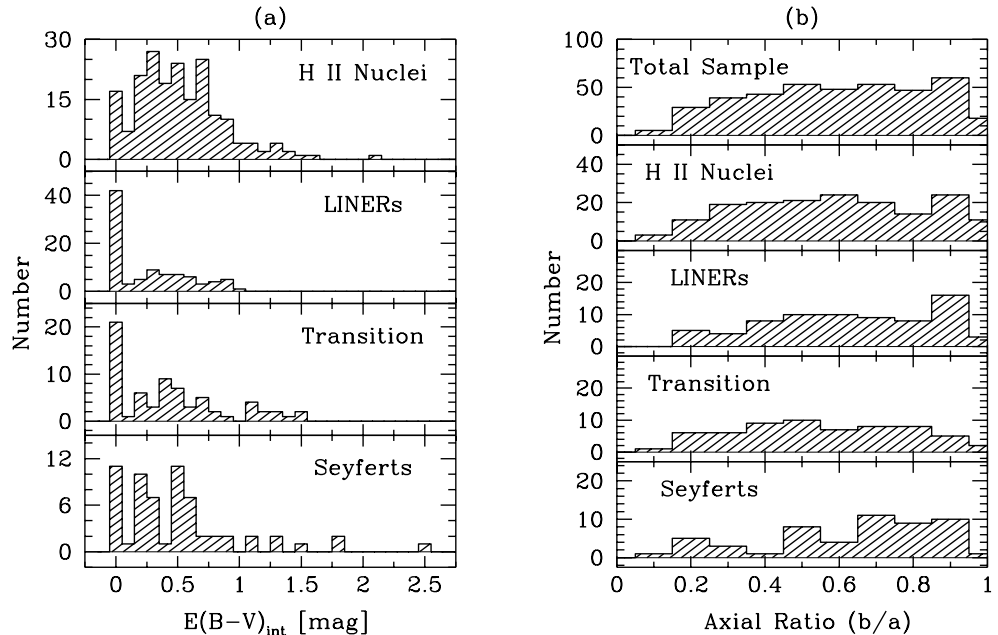 (a)
30
15
0
H II Nuclei
40
20
0
LINERs
20
10
0
Transition
12
6
0
Seyferts
0 0.5 1 1.5 2 2.5
E(B−V)int [mag]
Number
(b)
100
50
0
Total Sample
40
20
0
H II Nuclei
20
10
0
LINERs
20
10
0
Transition
20
10
0
Seyferts
0 0.2 0.4 0.6 0.8 1
Axial Ratio (b/a)
Number